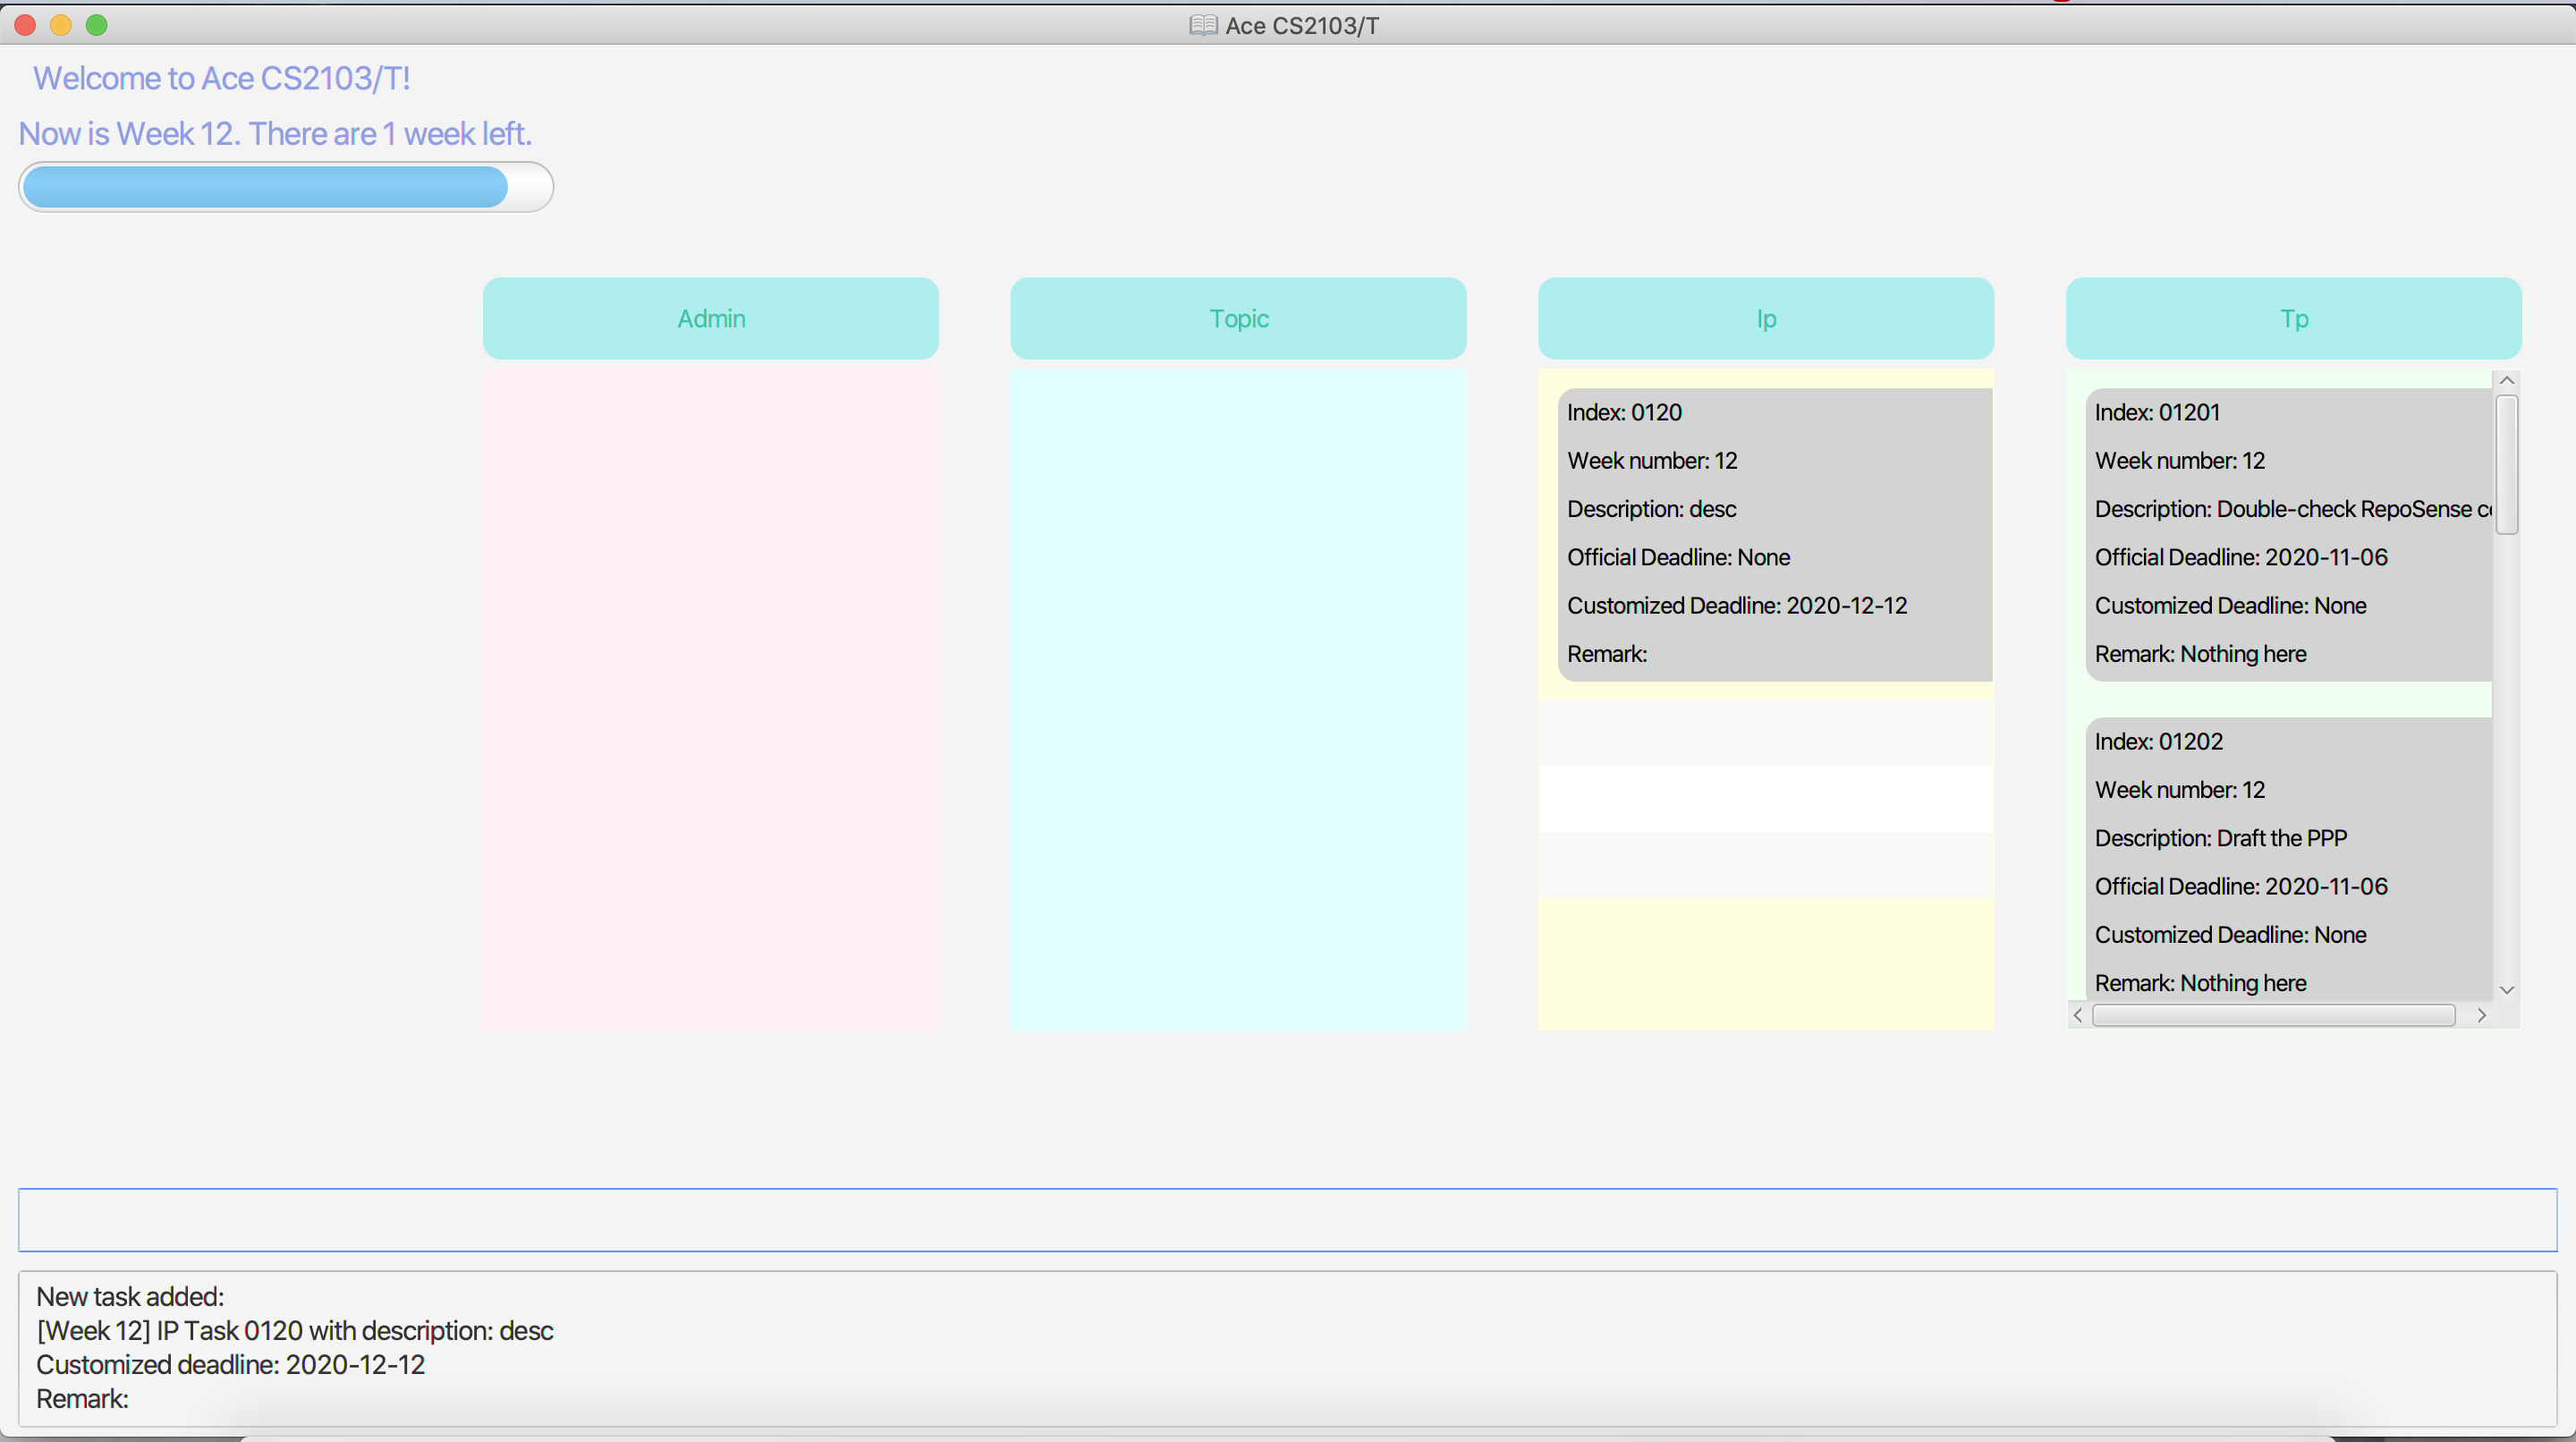 Ace CS2103/T
Welcome to Ace CS2103/T!
Now is Week 12. There are 1 week left.
Admin
Topic
Ip
Tp
Index: 0120
Week number: 12
Description: desc
Official Deadline: None
Customized Deadline: 2020-12-12
Remark:
Index: 01201
Week number: 12
Description: Double-check RepoSense
Official Deadline: 2020-11-06
Customized Deadline: None
Remark: Nothing here
Index: 01202
Week number: 12
Description: Draft the PPP
Official Deadline: 2020-11-06
Customized Deadline: None
Remark: Nothing here
New task added:
[Week 12] IP Task 0120 with description: desc
Customized deadline: 2020-12-12
Remark: